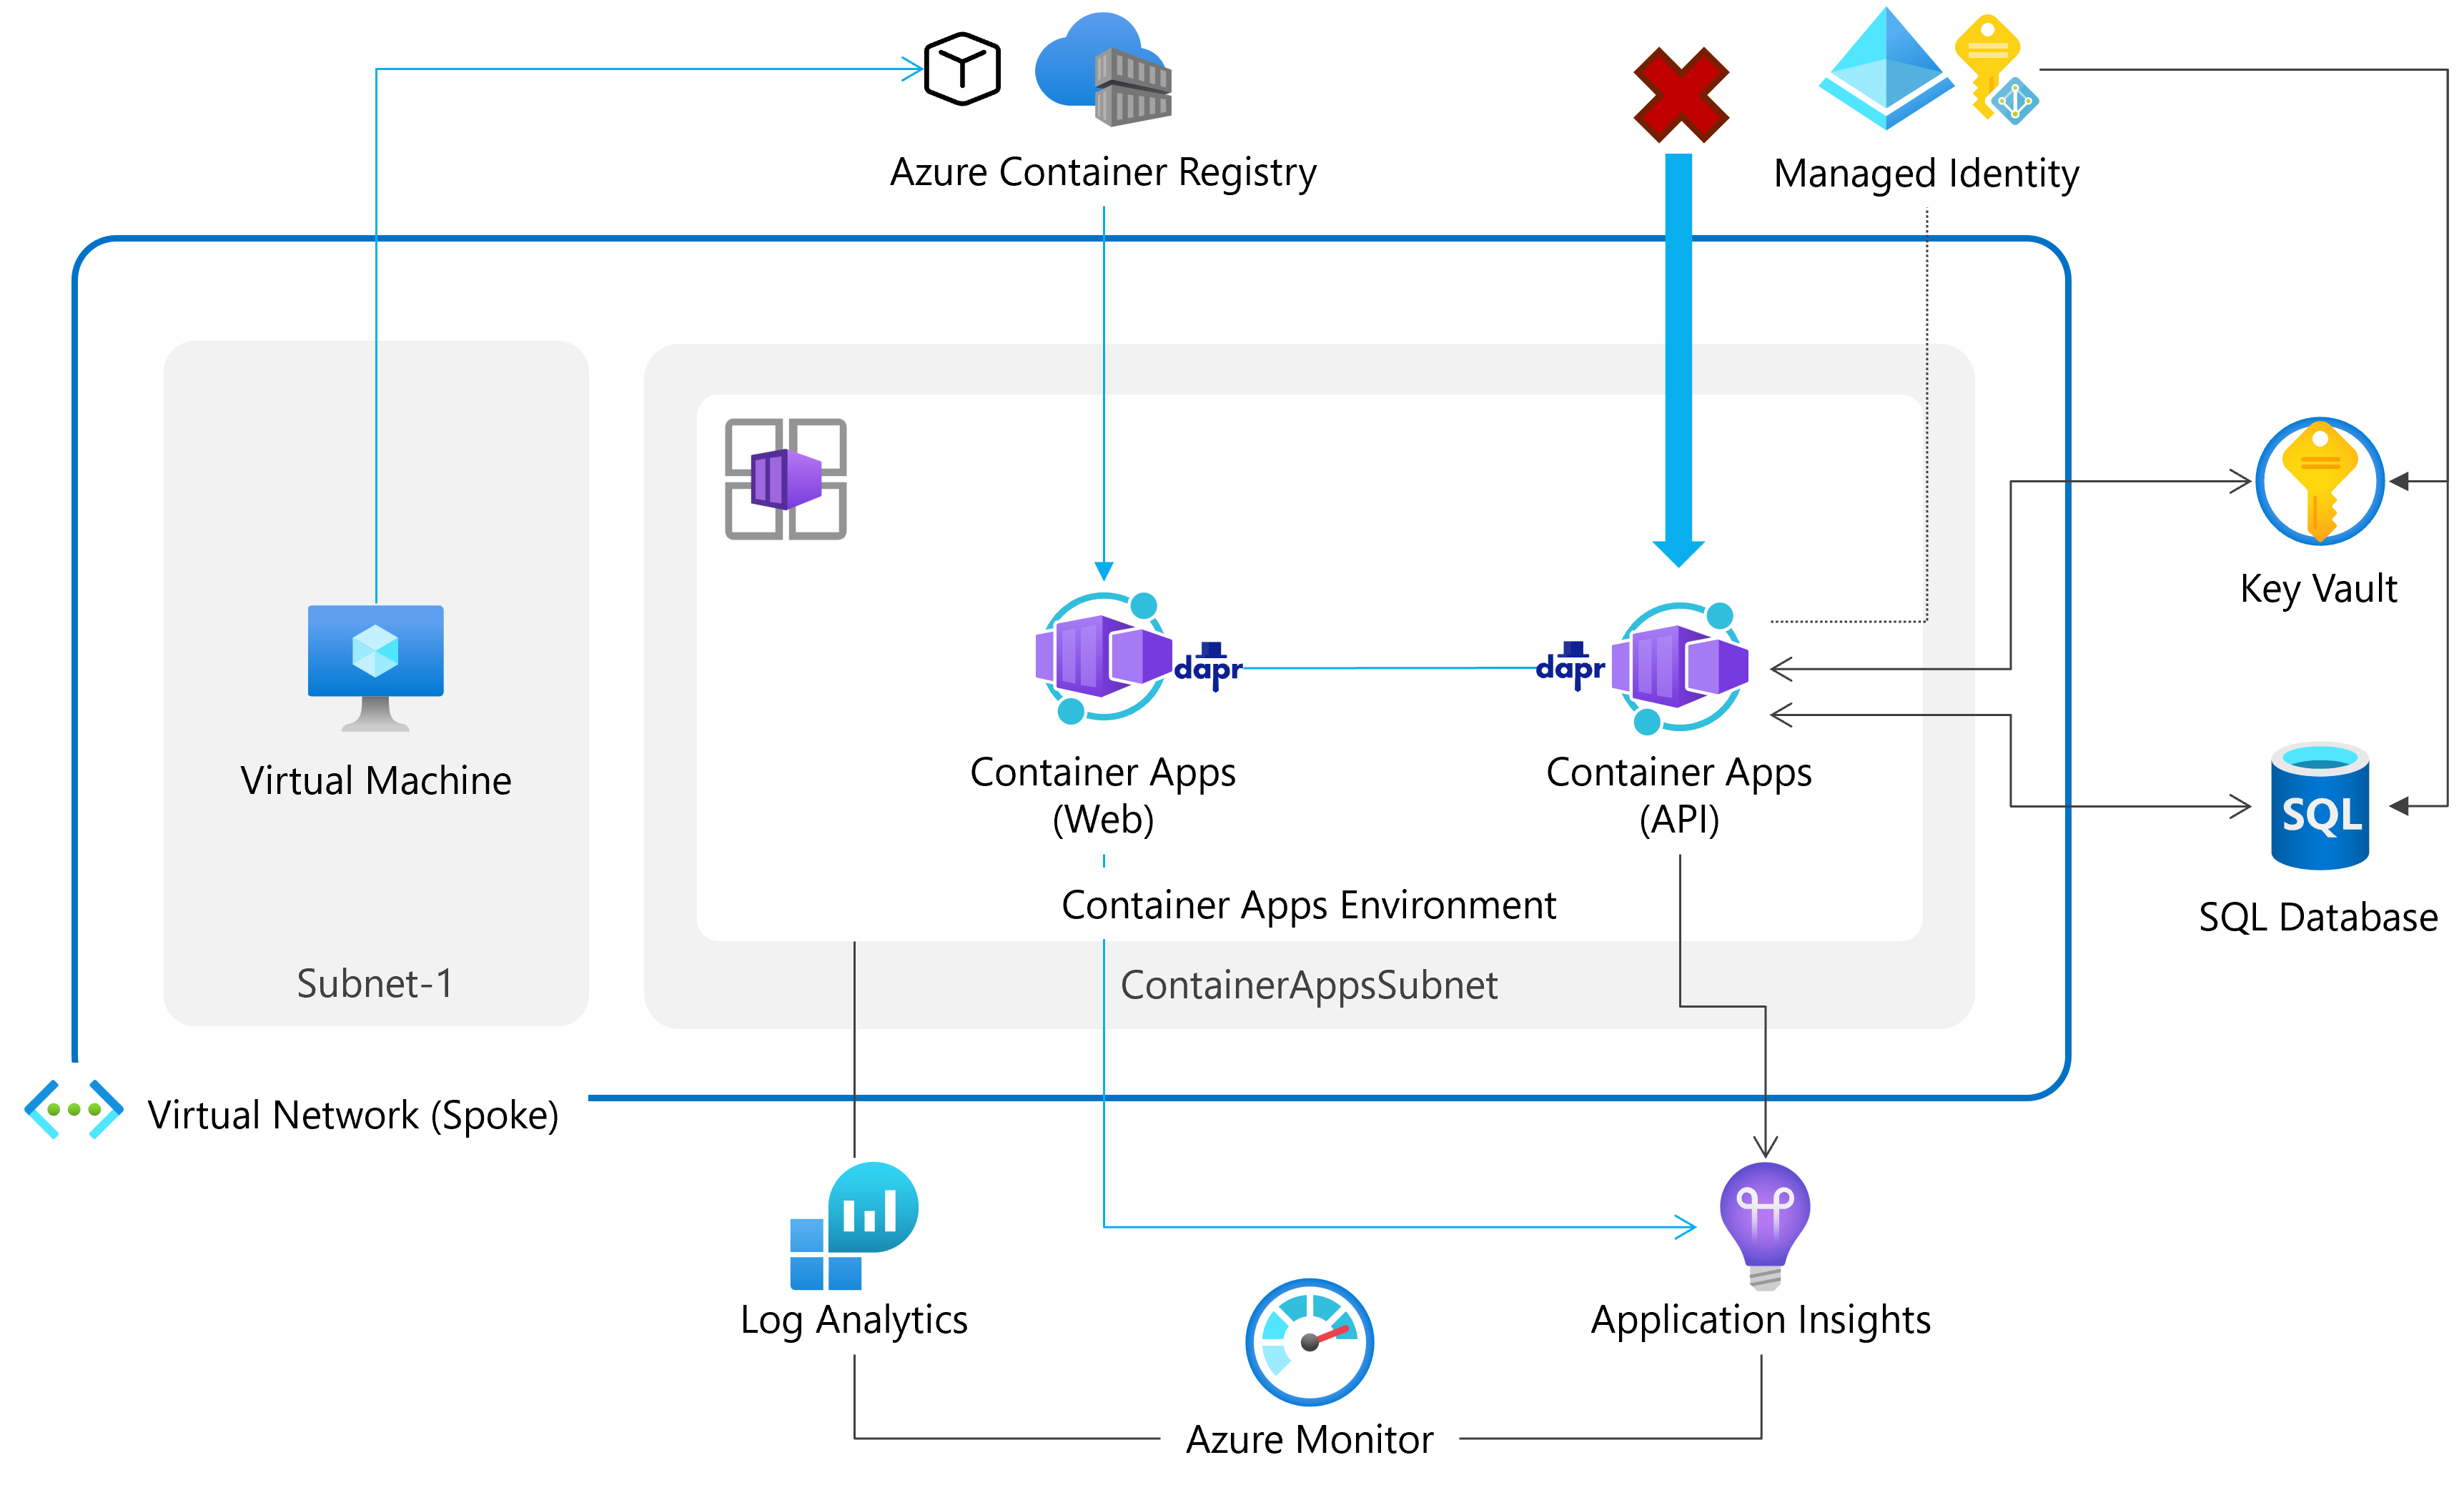 Azure Container Registry
Managed Identity
Key Vault
dapr
dapr
Virtual Machine
Container Apps
(Web)
Container Apps
(API)
SQL
SQL Database
Container Apps Environment
Subnet-1
ContainerAppsSubnet
Virtual Network (Spoke)
Log Analytics
Application Insights
Azure Monitor